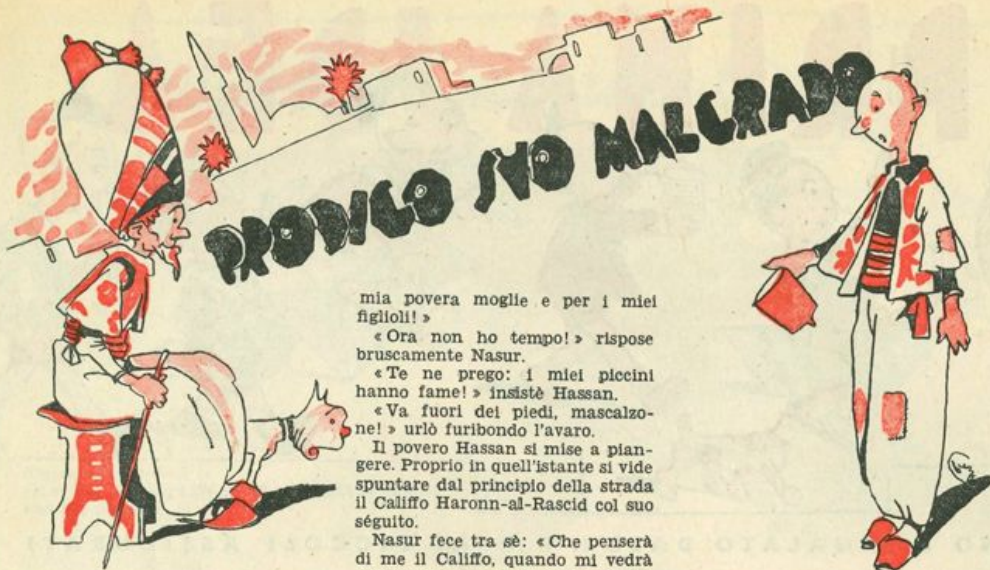 PRODIGO SUO MALGRADO
mia povera moglie e per i miei
figlioli! »
« Ora non ho tempo! » rispose
bruscamente Nasur.
« Te ne prego: i miei piccini
hanno fame! » insistè Hassan.
« Va fuori dei piedi, mascalzo-
ne! » urlò furibondo l'avaro.
Il povero Hassan si mise a pian-
gere. Proprio in quell'istante si vide
spuntare dal principio della strada
il Califfo Haronn-al-Rascid col suo
séguito.
Nasur fece tra sè: « Che penserà
di me il Califfo, quando mi vedrà